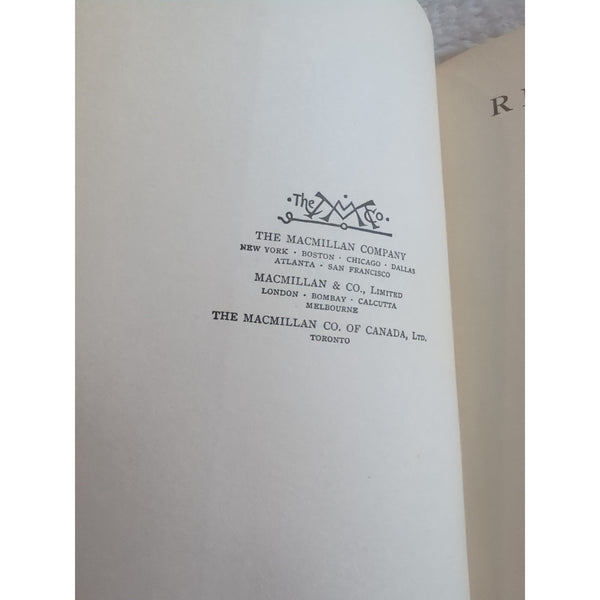 The M Co.
THE MACMILLAN COMPANY
NEW YORK · BOSTON · CHICAGO · DALLAS
ATLANTA · SAN FRANCISCO
MACMILLAN & CO., LIMITED
LONDON · BOMBAY · CALCUTTA
MELBOURNE
THE MACMILLAN CO. OF CANADA, LTD.
TORONTO
R